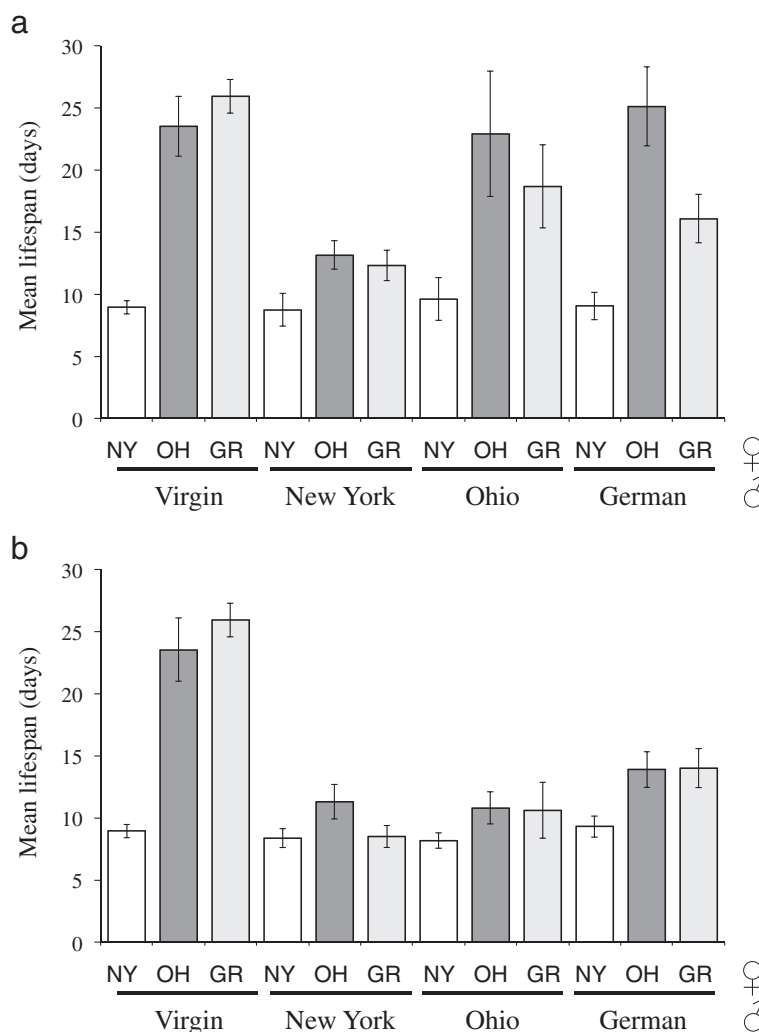 a
Mean lifespan (days)
30
25
20
15
10
5
0
NY OH GR NY OH GR NY OH GR NY OH GR ♀
Virgin New York Ohio German ♂
b
Mean lifespan (days)
30
25
20
15
10
5
0
NY OH GR NY OH GR NY OH GR NY OH GR ♀
Virgin New York Ohio German ♂